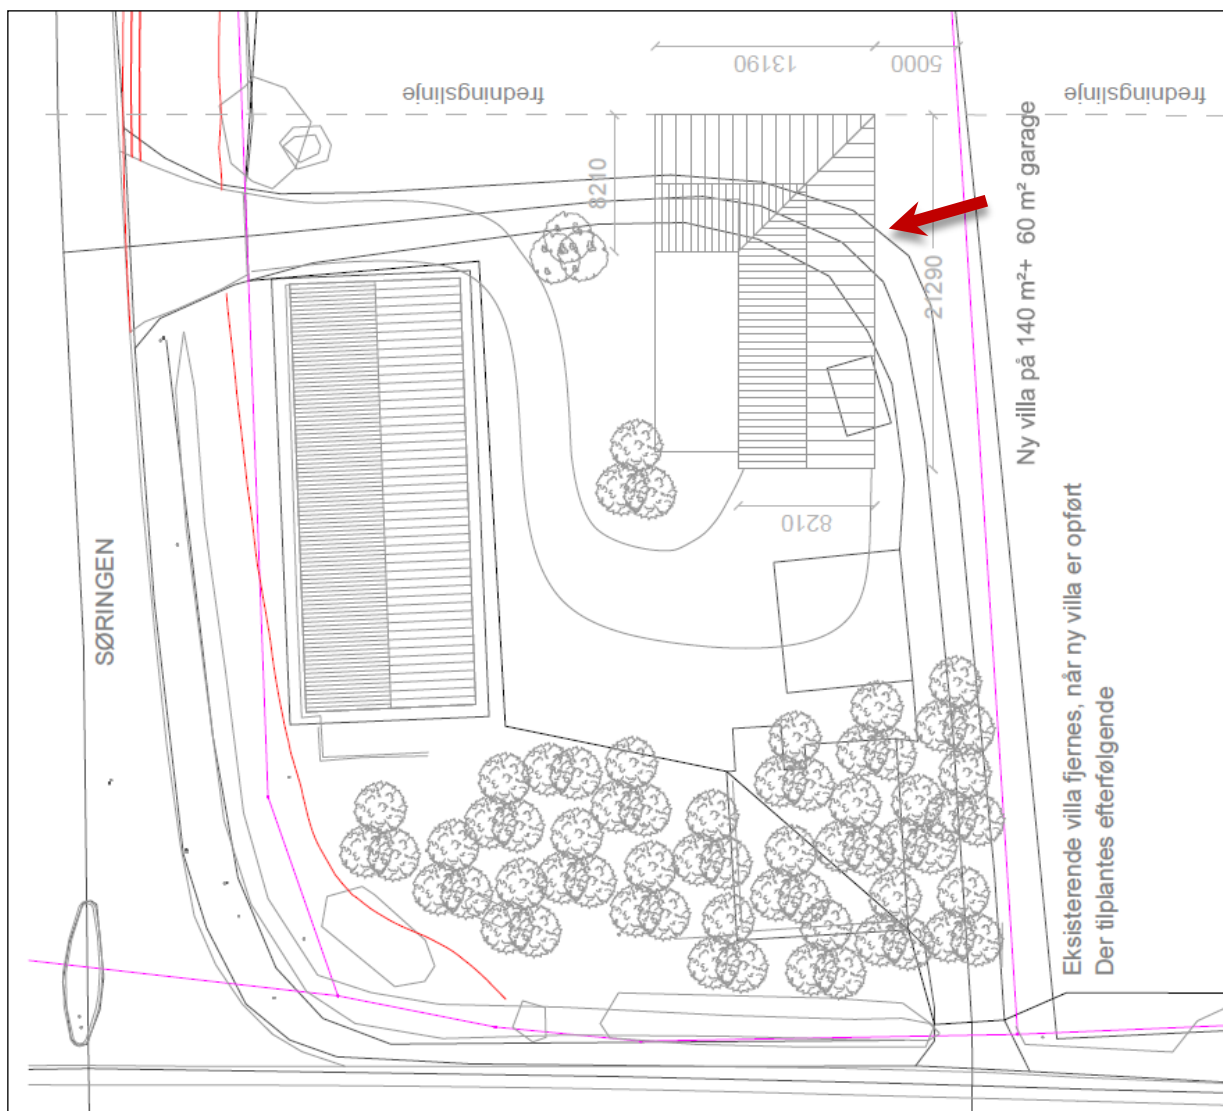 13190
5000
fredningslinje
fredningslinje
8210
21290
Ny villa på 140 m²+ 60 m² garage
8210
SØRINGEN
Eksisterende villa fjernes, når ny villa er opført
Der tilplantes efterfølgende